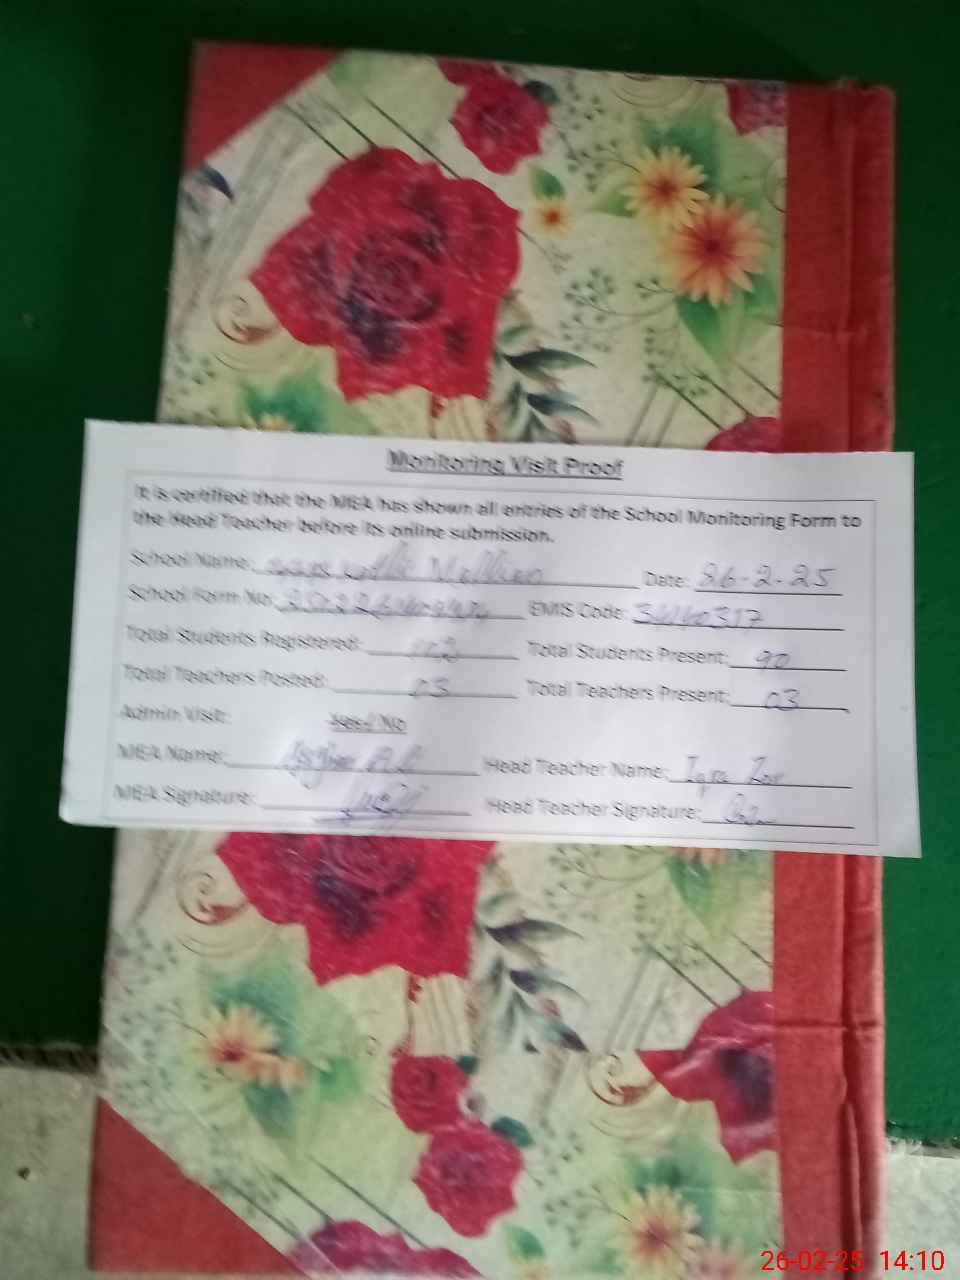 Monitoring Visit Proof
It is certified that the MEA has shown all entries of the School Monitoring Form to
the Head Teacher before its online submission.
School Name: Date: 26-2-25
School Form No: EMIS Code:
Total Students Registered: Total Students Present: 90
Total Teachers Posted: 03 Total Teachers Present: 03
Admin Visit: Yes/ No
MEA Name: Head Teacher Name: Iqra
MEA Signature: Head Teacher Signature:
26-02-25 14:10